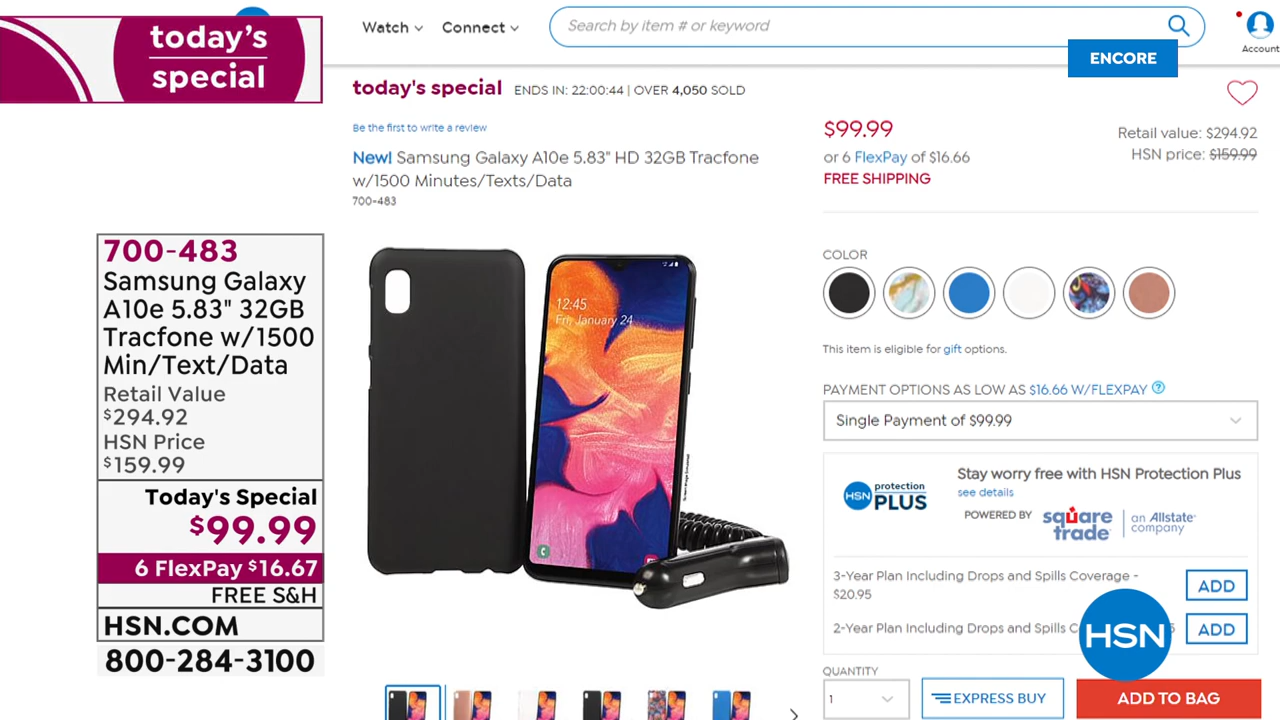 today's
special
Watch
Connect
Search by item # or keyword
Account
ENCORE
today's special ENDS IN: 22:00:44 | OVER 4,050 SOLD
Be the first to write a review
New! Samsung Galaxy A10e 5.83" HD 32GB Tracfone
w/1500 Minutes/Texts/Data
700-483
$99.99
Retail value: $294.92
or 6 FlexPay of $16.66
HSN price: $159.99
FREE SHIPPING
COLOR
This item is eligible for gift options.
PAYMENT OPTIONS AS LOW AS $16.66 W/FLEXPAY ?
Single Payment of $99.99
HSN protection PLUS
Stay worry free with HSN Protection Plus
see details
POWERED BY
square trade
an Allstate company
3-Year Plan Including Drops and Spills Coverage -
$20.95
ADD
2-Year Plan Including Drops and Spills
ADD
HSN
QUANTITY
1
EXPRESS BUY
ADD TO BAG
12:45
Fri, January 24
700-483
Samsung Galaxy
A10e 5.83" 32GB
Tracfone w/1500
Min/Text/Data
Retail Value
$294.92
HSN Price
$159.99
Today's Special
$99.99
6 FlexPay $16.67
FREE S&H
HSN.COM
800-284-3100